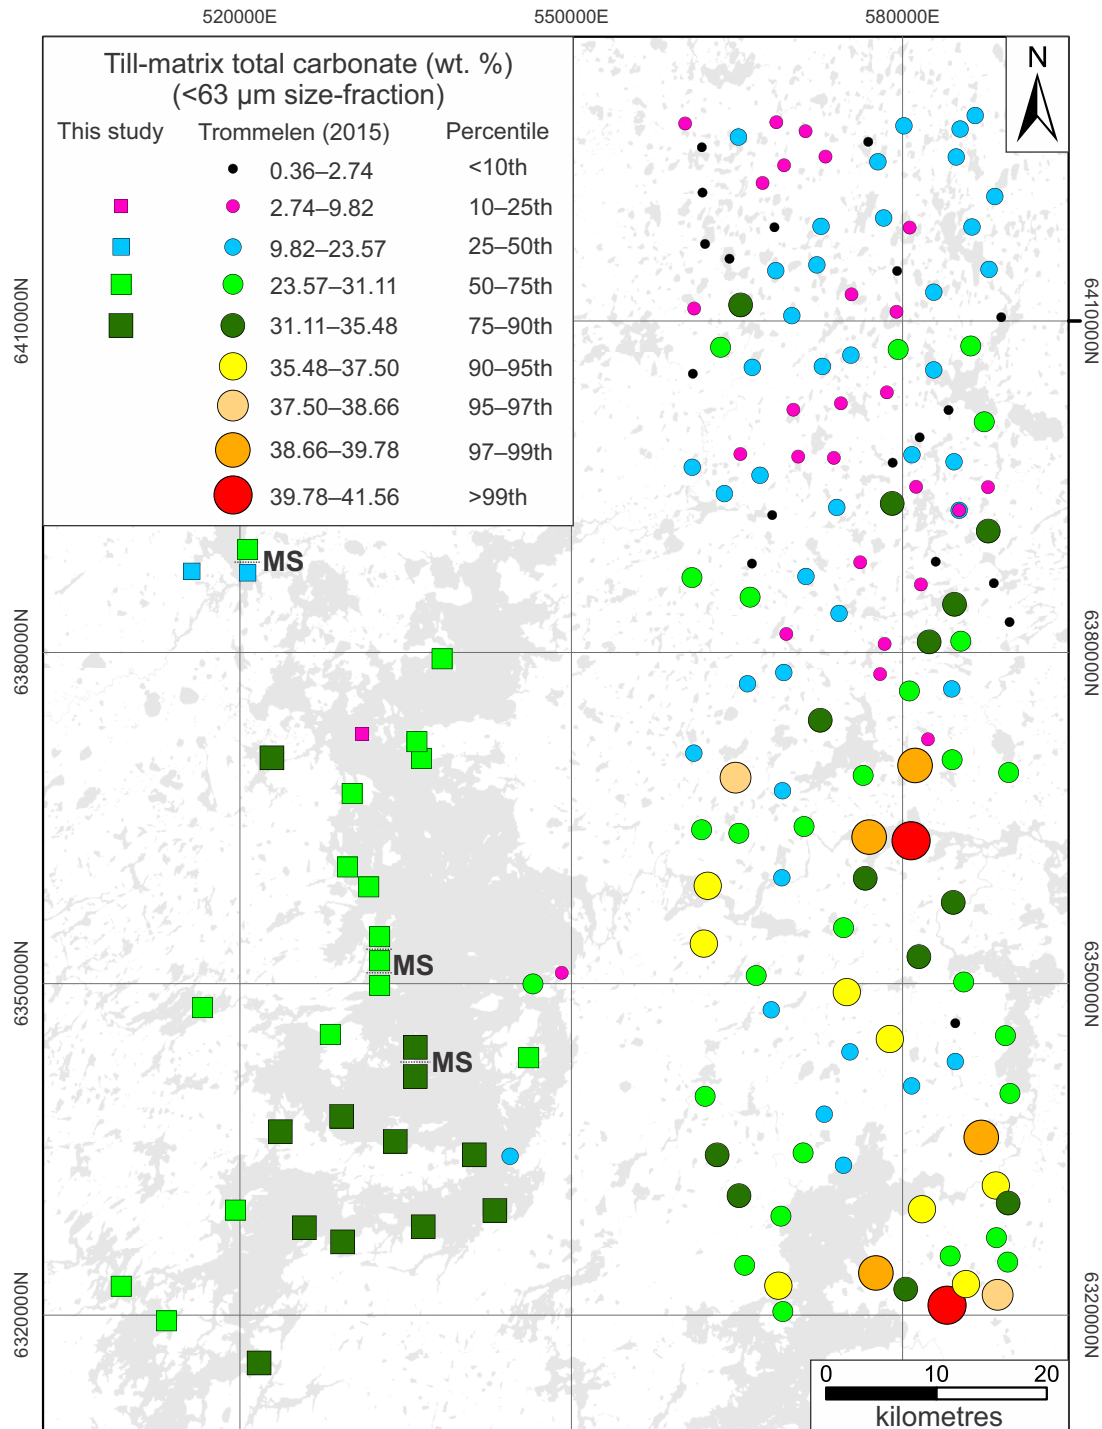 520000E 550000E 580000E
Till-matrix total carbonate (wt. %)
(<63 µm size-fraction)
This study Trommelen (2015) Percentile
0.36–2.74 <10th
2.74–9.82 10–25th
9.82–23.57 25–50th
23.57–31.11 50–75th
31.11–35.48 75–90th
35.48–37.50 90–95th
37.50–38.66 95–97th
38.66–39.78 97–99th
39.78–41.56 >99th
N
6410000N 6410000N
MS
6380000N 6380000N
MS
6350000N 6350000N
MS
6320000N 6320000N
0 10 20
kilometres